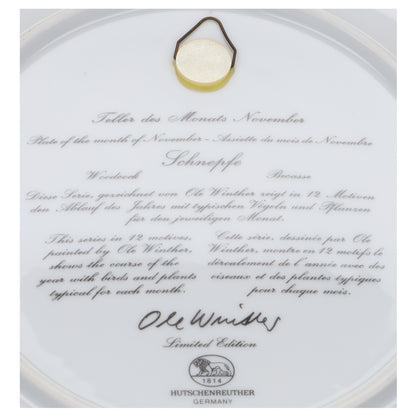 Teller des Monats November
Plate of the month of November - Assiette du mois de Novembre
Schnepfe
Woodcock Becasse
Diese Serie, gezeichnet von Ole Winther zeigt in 12 Motiven
den Ablauf des Jahres mit typischen Vögeln und Pflanzen
für den jeweiligen Monat.
This series in 12 motives,
painted by Ole Winther,
shows the course of the
year with birds and plants
typical for each month.
Cette série, dessinée par Ole
Winther, montre en 12 motifs le
déroulement de l'année avec des
oiseaux et des plantes typiques
pour chaque mois.
Ole Winther
Limited Edition
1814
HUTSCHENREUTHER
GERMANY